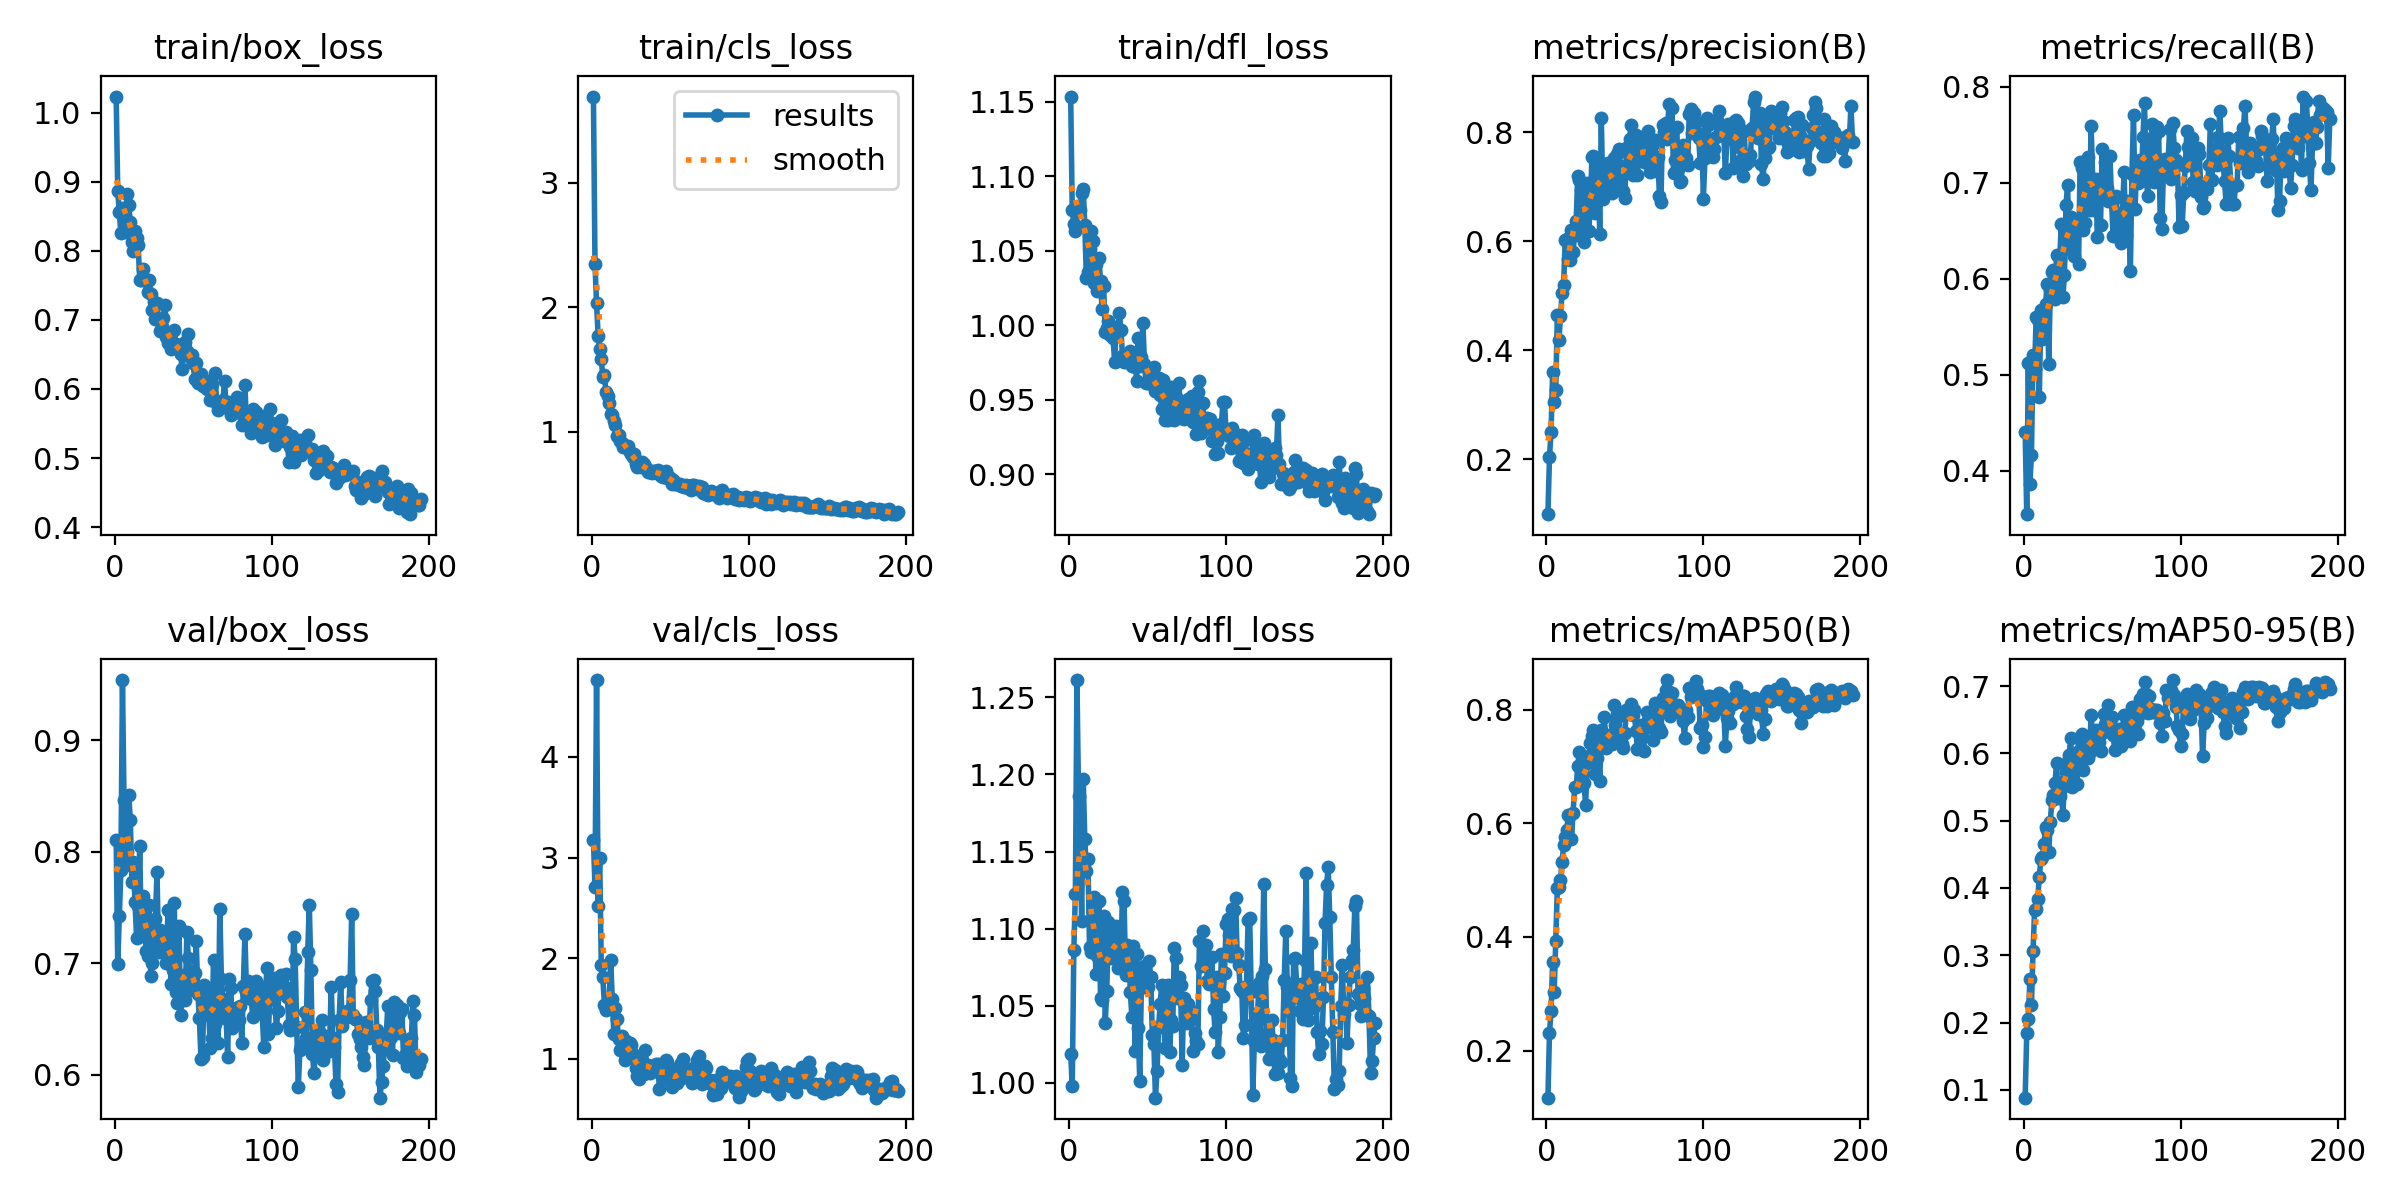 train/box_loss
train/cls_loss
train/dfl_loss
metrics/precision(B)
metrics/recall(B)
1.0
0.9
0.8
0.7
0.6
0.5
0.4
0 100 200
results
smooth
3
2
1
0 100 200
1.15
1.10
1.05
1.00
0.95
0.90
0 100 200
0.8
0.6
0.4
0.2
0 100 200
0.8
0.7
0.6
0.5
0.4
0 100 200
val/box_loss
val/cls_loss
val/dfl_loss
metrics/mAP50(B)
metrics/mAP50-95(B)
0.9
0.8
0.7
0.6
0 100 200
4
3
2
1
0 100 200
1.25
1.20
1.15
1.10
1.05
1.00
0 100 200
0.8
0.6
0.4
0.2
0 100 200
0.7
0.6
0.5
0.4
0.3
0.2
0.1
0 100 200